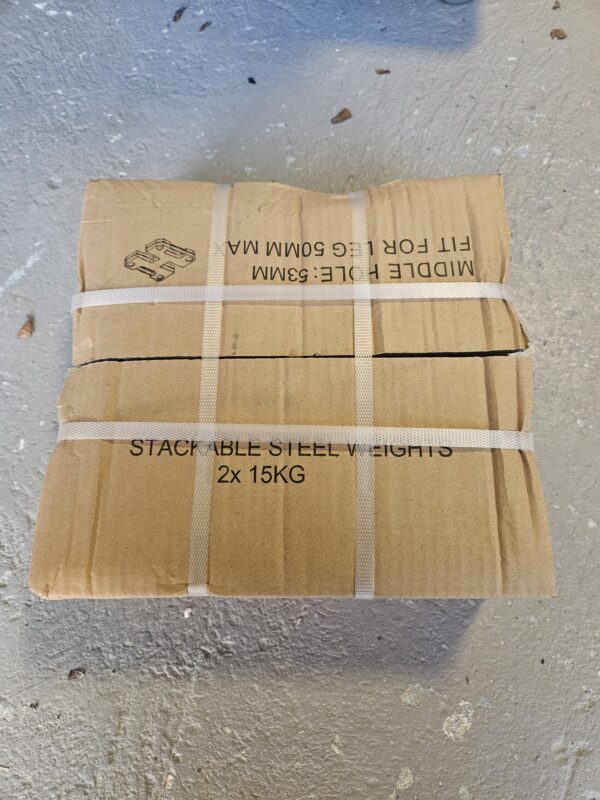 MIDDLE HOLE:53MM
FIT FOR LEG 50MM MAX
STACKABLE STEEL WEIGHTS
2x 15KG